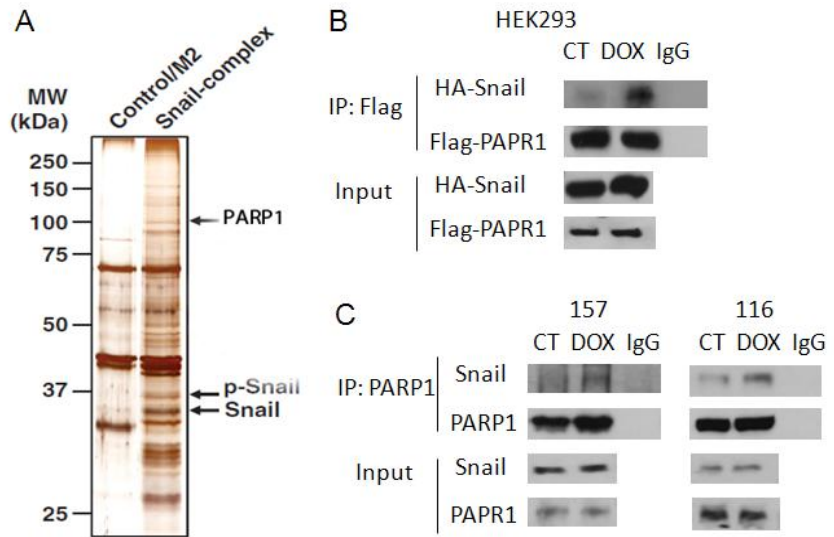 A
MW
(kDa)
Control/M2
Snail-complex
250
150
100
75
50
37
25
PARP1
p-Snail
Snail
B
HEK293
CT DOX IgG
IP: Flag
HA-Snail
Flag-PAPR1
Input
HA-Snail
Flag-PAPR1
C
157
116
CT DOX IgG
CT DOX IgG
IP: PARP1
Snail
PARP1
Input
Snail
PAPR1